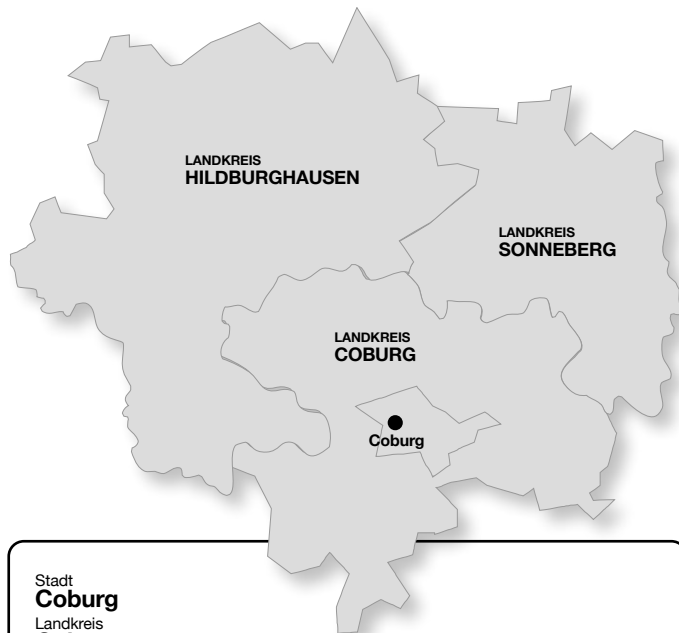 LANDKREIS
HILDBURGHAUSEN
LANDKREIS
SONNEBERG
LANDKREIS
COBURG
Coburg
Stadt
Coburg
Landkreis